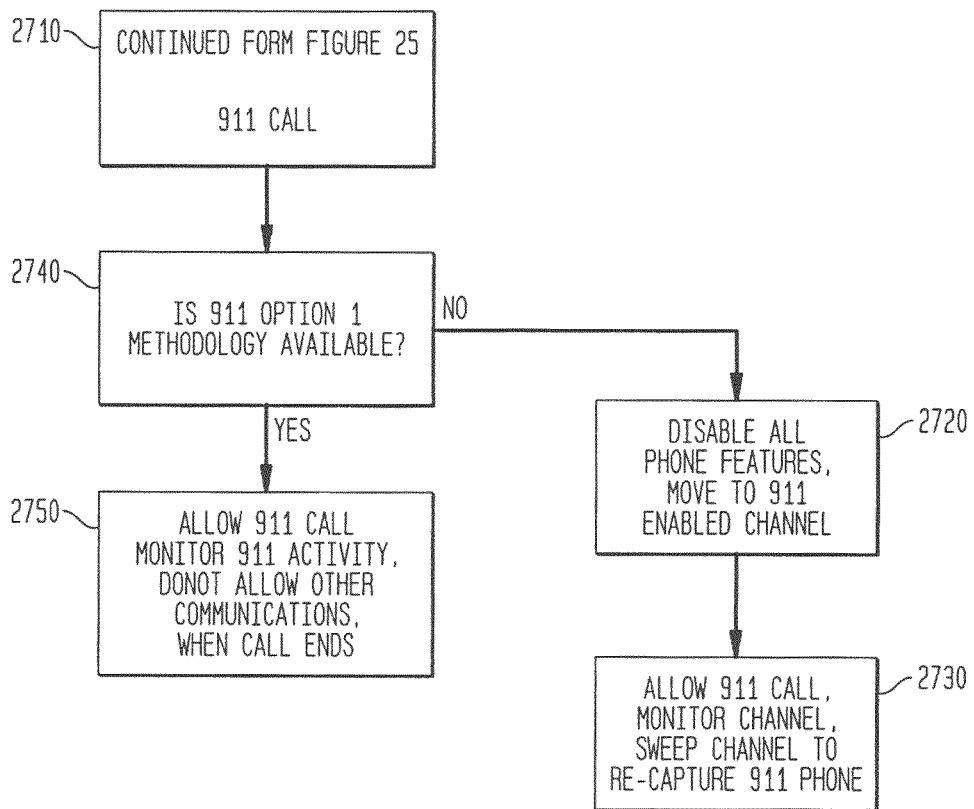 2710
CONTINUED FORM FIGURE 25
911 CALL
2740
IS 911 OPTION 1
METHODOLOGY AVAILABLE?
NO
YES
2750
ALLOW 911 CALL
MONITOR 911 ACTIVITY,
DONOT ALLOW OTHER
COMMUNICATIONS,
WHEN CALL ENDS
2720
DISABLE ALL
PHONE FEATURES,
MOVE TO 911
ENABLED CHANNEL
2730
ALLOW 911 CALL,
MONITOR CHANNEL,
SWEEP CHANNEL TO
RE-CAPTURE 911 PHONE